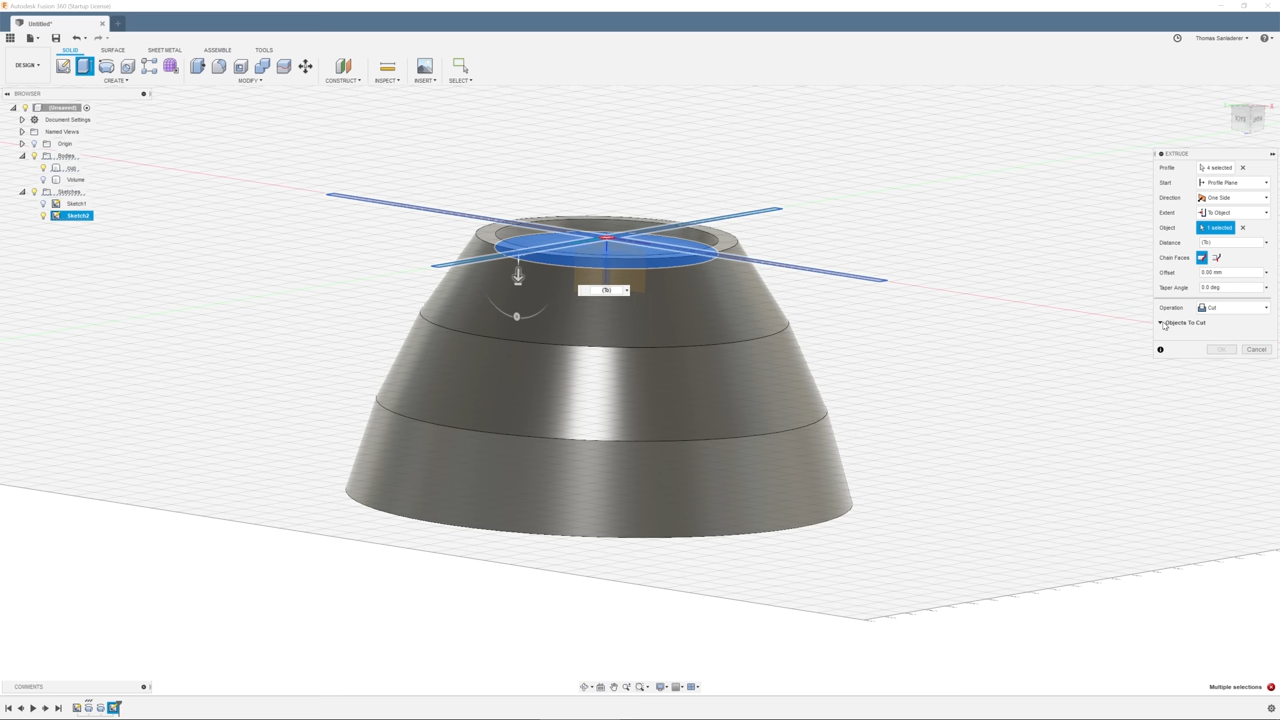 Autodesk Fusion 360 (Startup License)
Untitled*
Thomas Sanladerer
SOLID SURFACE SHEET METAL ASSEMBLE TOOLS
DESIGN
CREATE MODIFY CONSTRUCT INSPECT INSERT SELECT
BROWSER
(Unsaved)
Document Settings
Named Views
Origin
Bodies
Volume
Sketches
Sketch1
Sketch2
(To)
EXTRUDE
Profile 4 selected
Start Profile Plane
Direction One Side
Extent To Object
Object 1 selected
Distance (To)
Chain Faces
Offset 0.00 mm
Taper Angle 0.0 deg
Operation Cut
Objects To Cut
OK Cancel
COMMENTS
Multiple selections